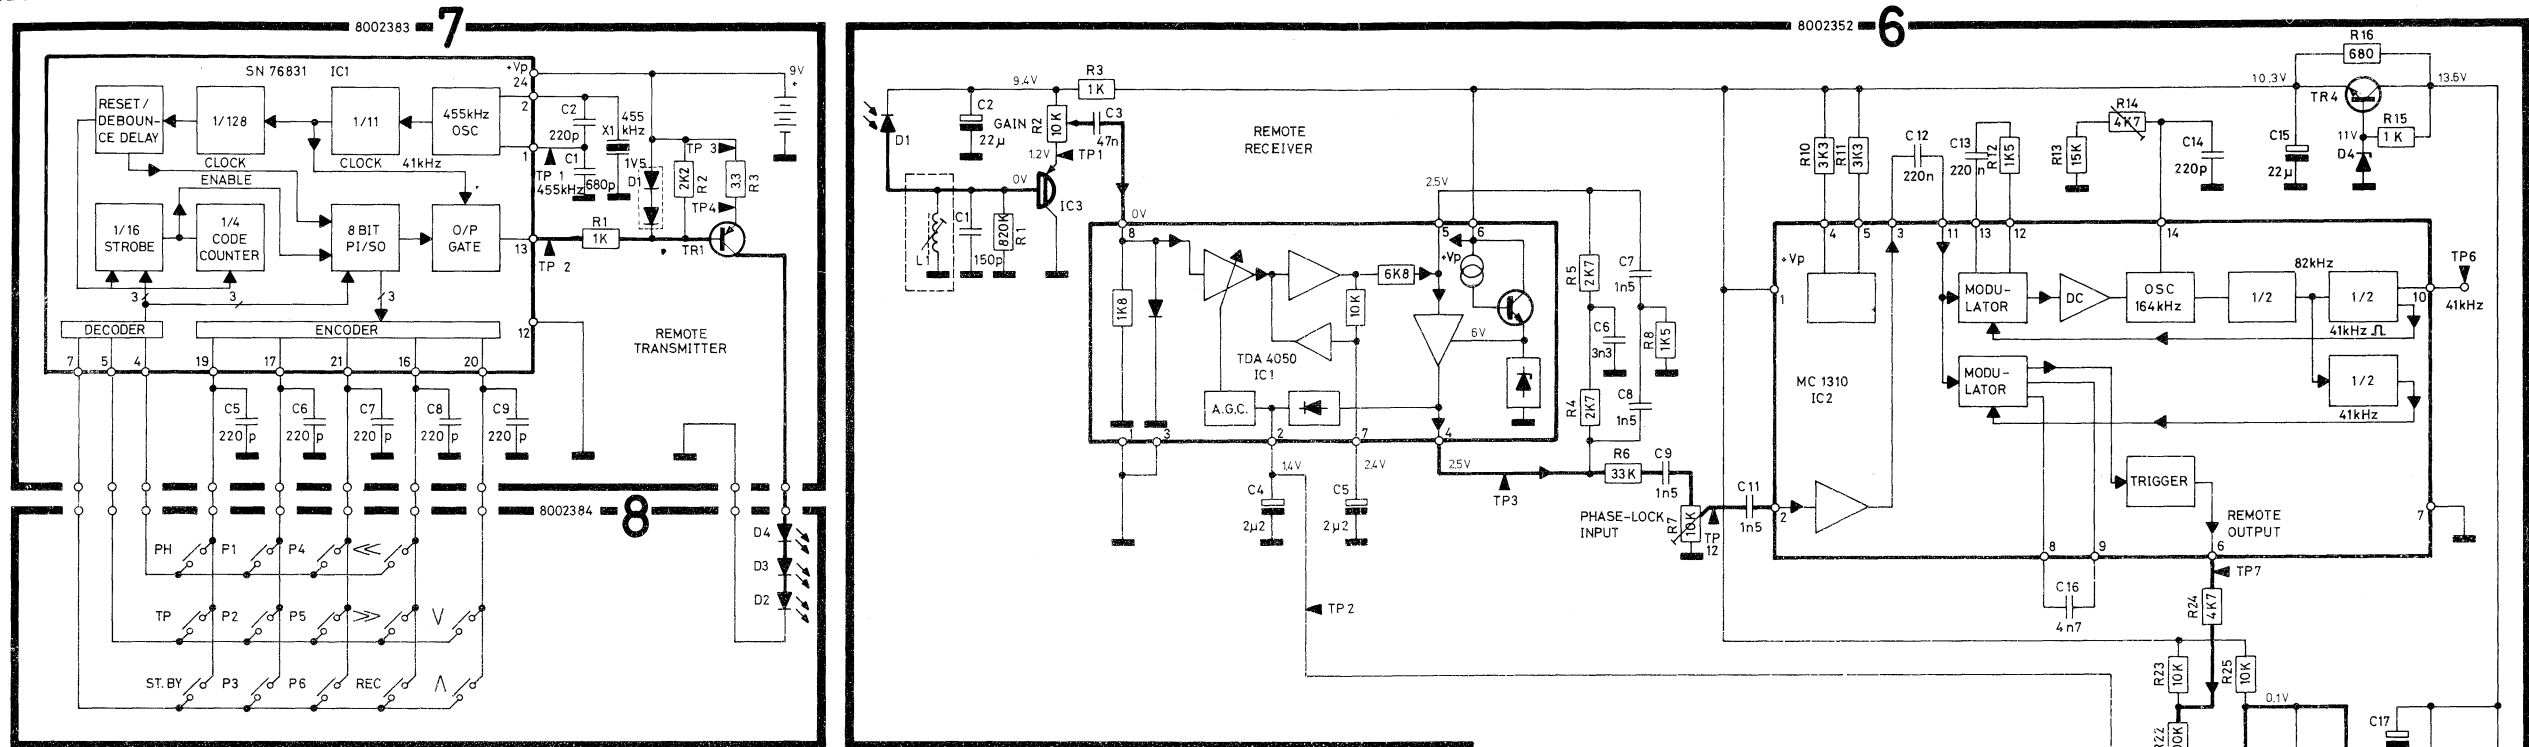 8002383 7
SN 76831 IC1
+Vp
24
9V
+
RESET/
DEBOUN-
CE DELAY
1/128
1/11
455kHz
OSC
2
1
C2
220p
X1
455
kHz
C1
680p
TP 1
455kHz
1V5
D1
TP 3
2K2
R2
3.3
R3
TP4
CLOCK
CLOCK 41kHz
ENABLE
1/16
STROBE
1/4
CODE
COUNTER
8 BIT
PI/SO
O/P
GATE
13
R1
1K
TP 2
TR1
3
3
3
DECODER
ENCODER
12
REMOTE
TRANSMITTER
7
5
4
19
17
21
16
20
C5
220p
C6
220p
C7
220p
C8
220p
C9
220p
8002384 8
PH
P1
P4
<<
TP
P2
P5
>>
V
ST.BY
P3
P6
REC
Λ
D4
D3
D2
8002352 6
D1
C2
22µ
9.4V
GAIN
R2
10K
R3
1K
C3
47n
1.2V
TP1
0V
IC3
L1
C1
150p
820K
R1
REMOTE
RECEIVER
0V
8
2.5V
5
6
1K8
6K8
10K
+Vp
6V
TDA 4050
IC1
A.G.C.
1
3
2
7
4
1.4V
2.4V
2.5V
C4
2µ2
C5
2µ2
TP 2
TP3
R5
2K7
C6
3n3
R4
2K7
C7
1n5
R8
1K5
C8
1n5
R6
33K
C9
1n5
PHASE-LOCK
INPUT
R7
10K
TP
12
C11
1n5
R10
3K3
R11
3K3
C12
220n
C13
220n
R12
1K5
R13
15K
R14
4K7
C14
220p
10.3V
R16
680
13.6V
TR4
R15
1K
11V
D4
C15
22µ
4
5
3
11
13
12
14
+Vp
1
MODU-
LATOR
DC
OSC
164kHz
1/2
82kHz
1/2
10
TP6
41kHz
41kHz
MC 1310
IC2
MODU-
LATOR
1/2
41kHz
TRIGGER
REMOTE
OUTPUT
2
7
8
9
6
C16
4n7
TP7
R24
4K7
R23
10K
R25
10K
0.1V
R22
C17